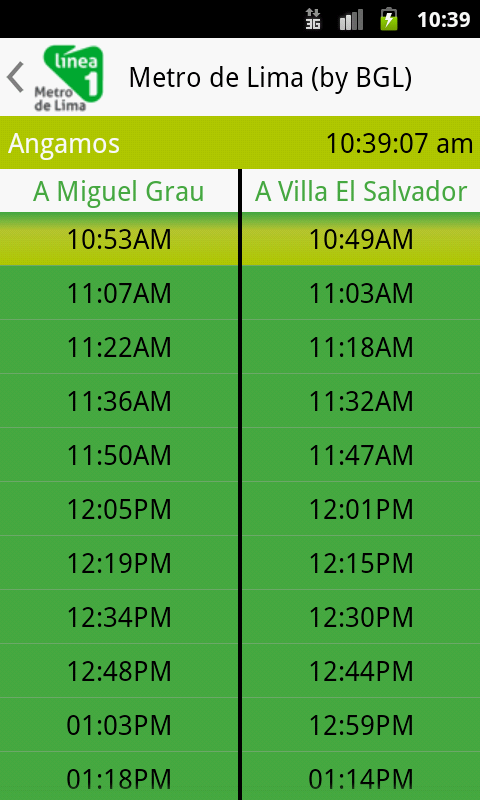 3G 10:39
línea 1
Metro de Lima
Metro de Lima (by BGL)
Angamos 10:39:07 am
A Miguel Grau A Villa El Salvador
10:53AM 10:49AM
11:07AM 11:03AM
11:22AM 11:18AM
11:36AM 11:32AM
11:50AM 11:47AM
12:05PM 12:01PM
12:19PM 12:15PM
12:34PM 12:30PM
12:48PM 12:44PM
01:03PM 12:59PM
01:18PM 01:14PM